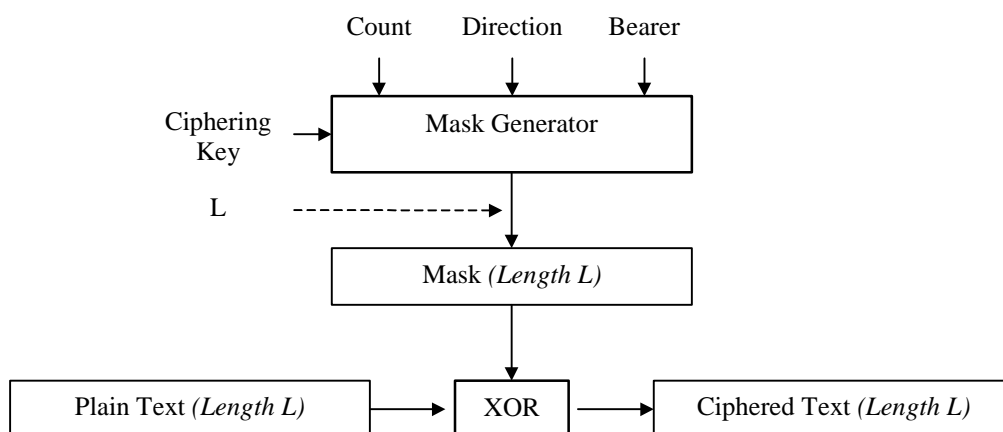 Count Direction Bearer
Ciphering
Key
Mask Generator
L
Mask (Length L)
Plain Text (Length L)
XOR
Ciphered Text (Length L)